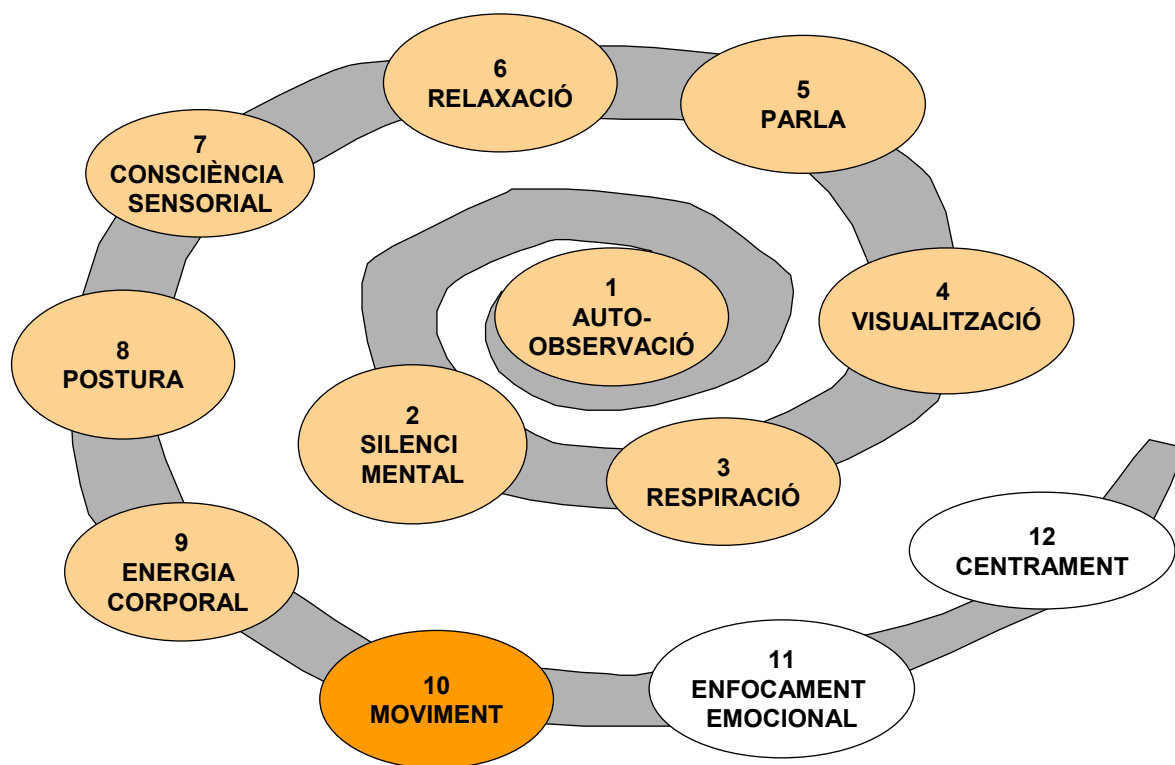 1
AUTO-
OBSERVACIÓ
2
SILENCI
MENTAL
3
RESPIRACIÓ
4
VISUALITZACIÓ
5
PARLA
6
RELAXACIÓ
7
CONSCIÈNCIA
SENSORIAL
8
POSTURA
9
ENERGIA
CORPORAL
10
MOVIMENT
11
ENFOCAMENT
EMOCIONAL
12
CENTRAMENT